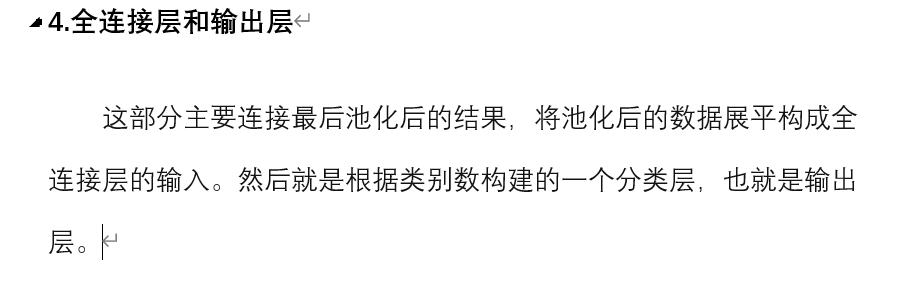 4.全连接层和输出层
这部分主要连接最后池化后的结果，将池化后的数据展平构成全
连接层的输入。然后就是根据类别数构建的一个分类层，也就是输出
层。